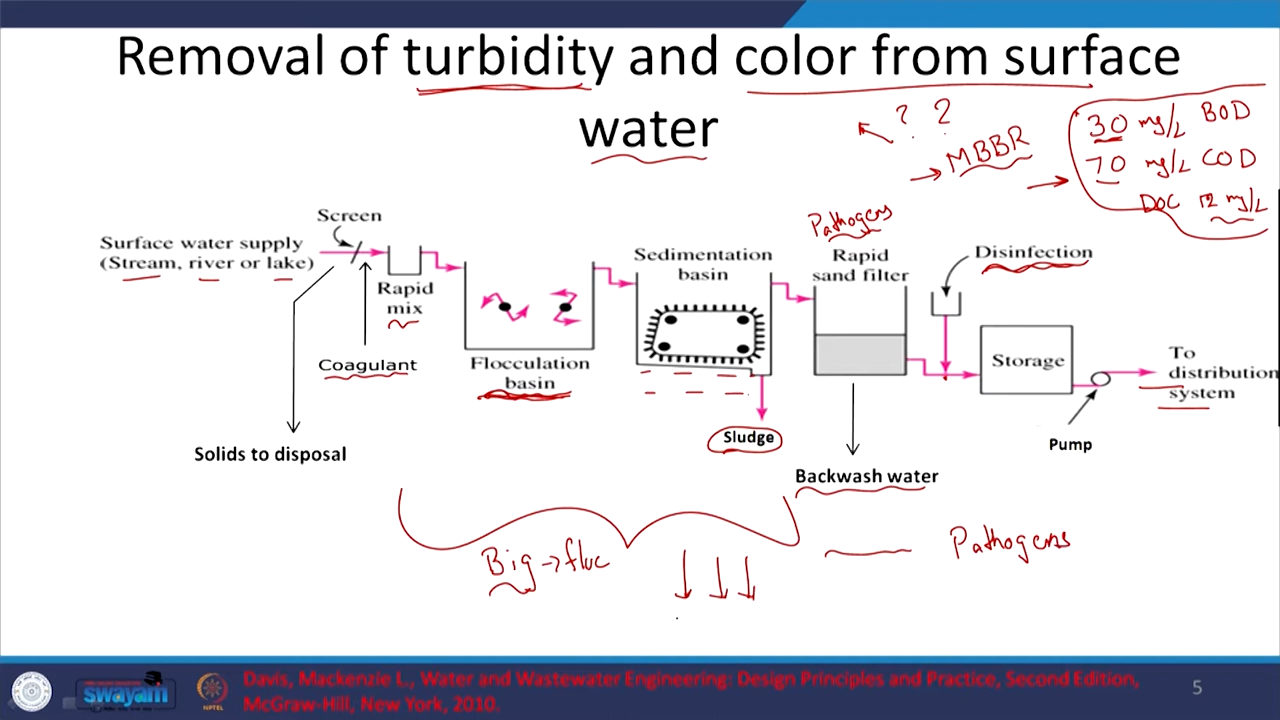 Removal of turbidity and color from surface
water
? ?
→ MBBR →
30 mg/L BOD
70 mg/L COD
DOC 12 mg/L
Screen
Surface water supply
(Stream, river or lake)
Rapid
mix
Coagulant
Flocculation
basin
Sedimentation
basin
Pathogens
Rapid
sand filter
Disinfection
Storage
To
distribution
system
Pump
Sludge
Solids to disposal
Backwash water
Big → fluc
Pathogens
swayam
NPTEL
Davis, Mackenzie L., Water and Wastewater Engineering: Design Principles and Practice, Second Edition,
McGraw-Hill, New York, 2010.
5